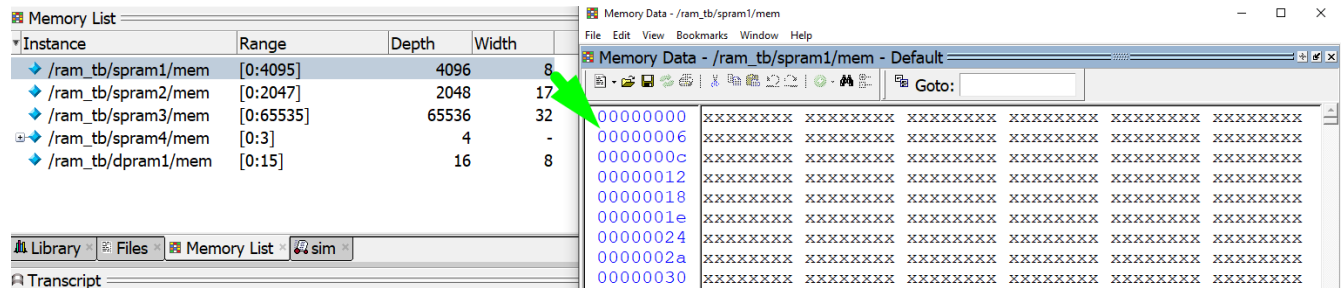 Memory List
Instance Range Depth Width
/ram_tb/spram1/mem [0:4095] 4096 8
/ram_tb/spram2/mem [0:2047] 2048 17
/ram_tb/spram3/mem [0:65535] 65536 32
/ram_tb/spram4/mem [0:3] 4 -
/ram_tb/dpram1/mem [0:15] 16 8
Library Files Memory List sim
Transcript
Memory Data - /ram_tb/spram1/mem
File Edit View Bookmarks Window Help
Memory Data - /ram_tb/spram1/mem - Default
Goto:
00000000 xxxxxxxx xxxxxxxx xxxxxxxx xxxxxxxx xxxxxxxx xxxxxxxx
00000006 xxxxxxxx xxxxxxxx xxxxxxxx xxxxxxxx xxxxxxxx xxxxxxxx
0000000c xxxxxxxx xxxxxxxx xxxxxxxx xxxxxxxx xxxxxxxx xxxxxxxx
00000012 xxxxxxxx xxxxxxxx xxxxxxxx xxxxxxxx xxxxxxxx xxxxxxxx
00000018 xxxxxxxx xxxxxxxx xxxxxxxx xxxxxxxx xxxxxxxx xxxxxxxx
0000001e xxxxxxxx xxxxxxxx xxxxxxxx xxxxxxxx xxxxxxxx xxxxxxxx
00000024 xxxxxxxx xxxxxxxx xxxxxxxx xxxxxxxx xxxxxxxx xxxxxxxx
0000002a xxxxxxxx xxxxxxxx xxxxxxxx xxxxxxxx xxxxxxxx xxxxxxxx
00000030 xxxxxxxx xxxxxxxx xxxxxxxx xxxxxxxx xxxxxxxx xxxxxxxx